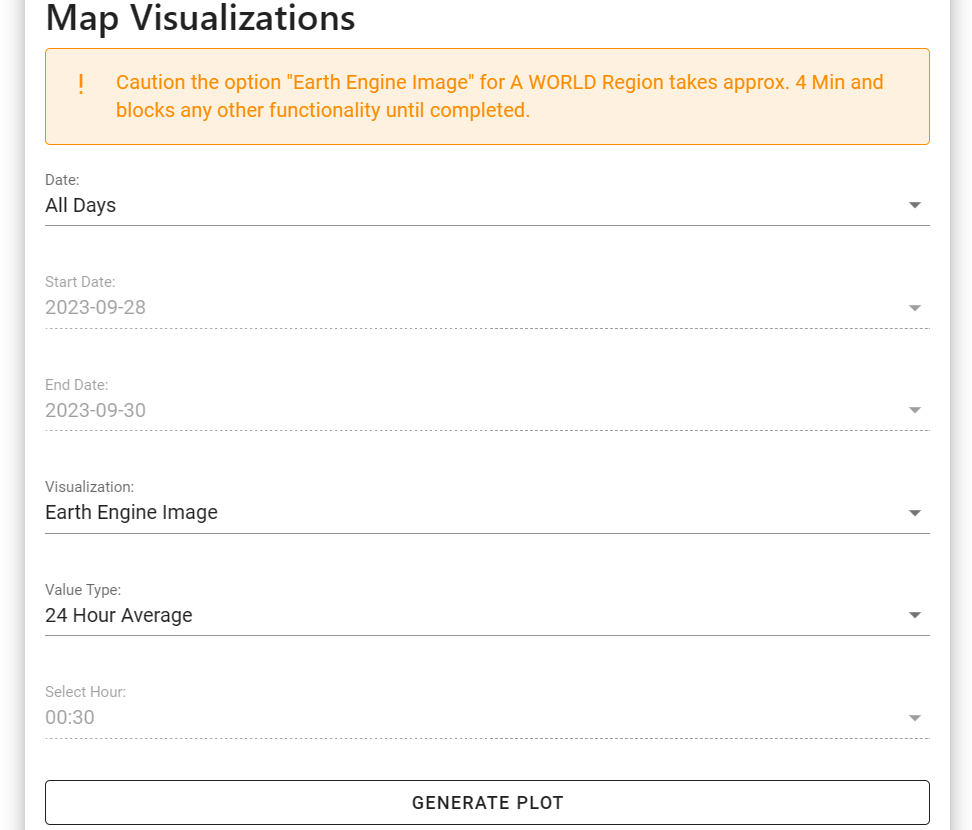 Map Visualizations
! Caution the option "Earth Engine Image" for A WORLD Region takes approx. 4 Min and
blocks any other functionality until completed.
Date:
All Days
Start Date:
2023-09-28
End Date:
2023-09-30
Visualization:
Earth Engine Image
Value Type:
24 Hour Average
Select Hour:
00:30
GENERATE PLOT